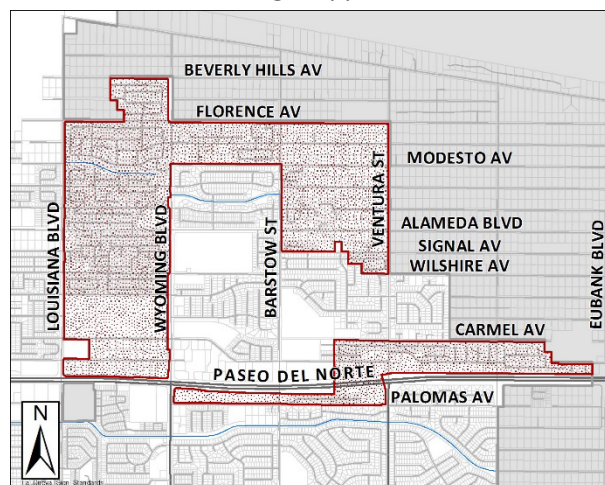 BEVERLY HILLS AV
FLORENCE AV
MODESTO AV
LOUISIANA BLVD
WYOMING BLVD
BARSTOW ST
VENTURA ST
ALAMEDA BLVD
SIGNAL AV
WILSHIRE AV
EUBANK BLVD
CARMEL AV
PASEO DEL NORTE
PALOMAS AV
N